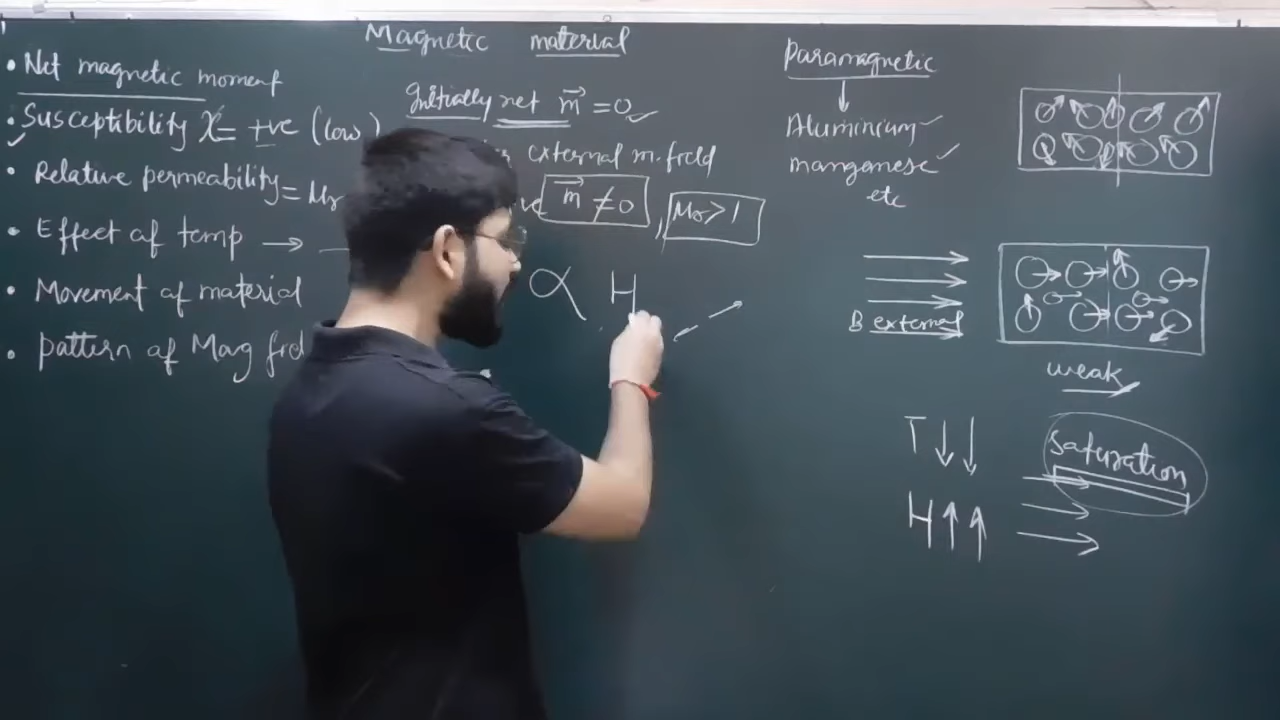 Magnetic material
• Net magnetic moment
• Susceptibility χ = +ve (low)
• Relative permeability = μr
• Effect of temp →
• Movement of material
• pattern of Mag
Initially net m⃗ = 0 ✓
external m. field
m⃗ ≠ 0 , μr > 1
∝ H
Paramagnetic
↓
Aluminium ✓
manganese ✓
etc
B external
weak
T ↓ ↓
Saturation
H ↑ ↑